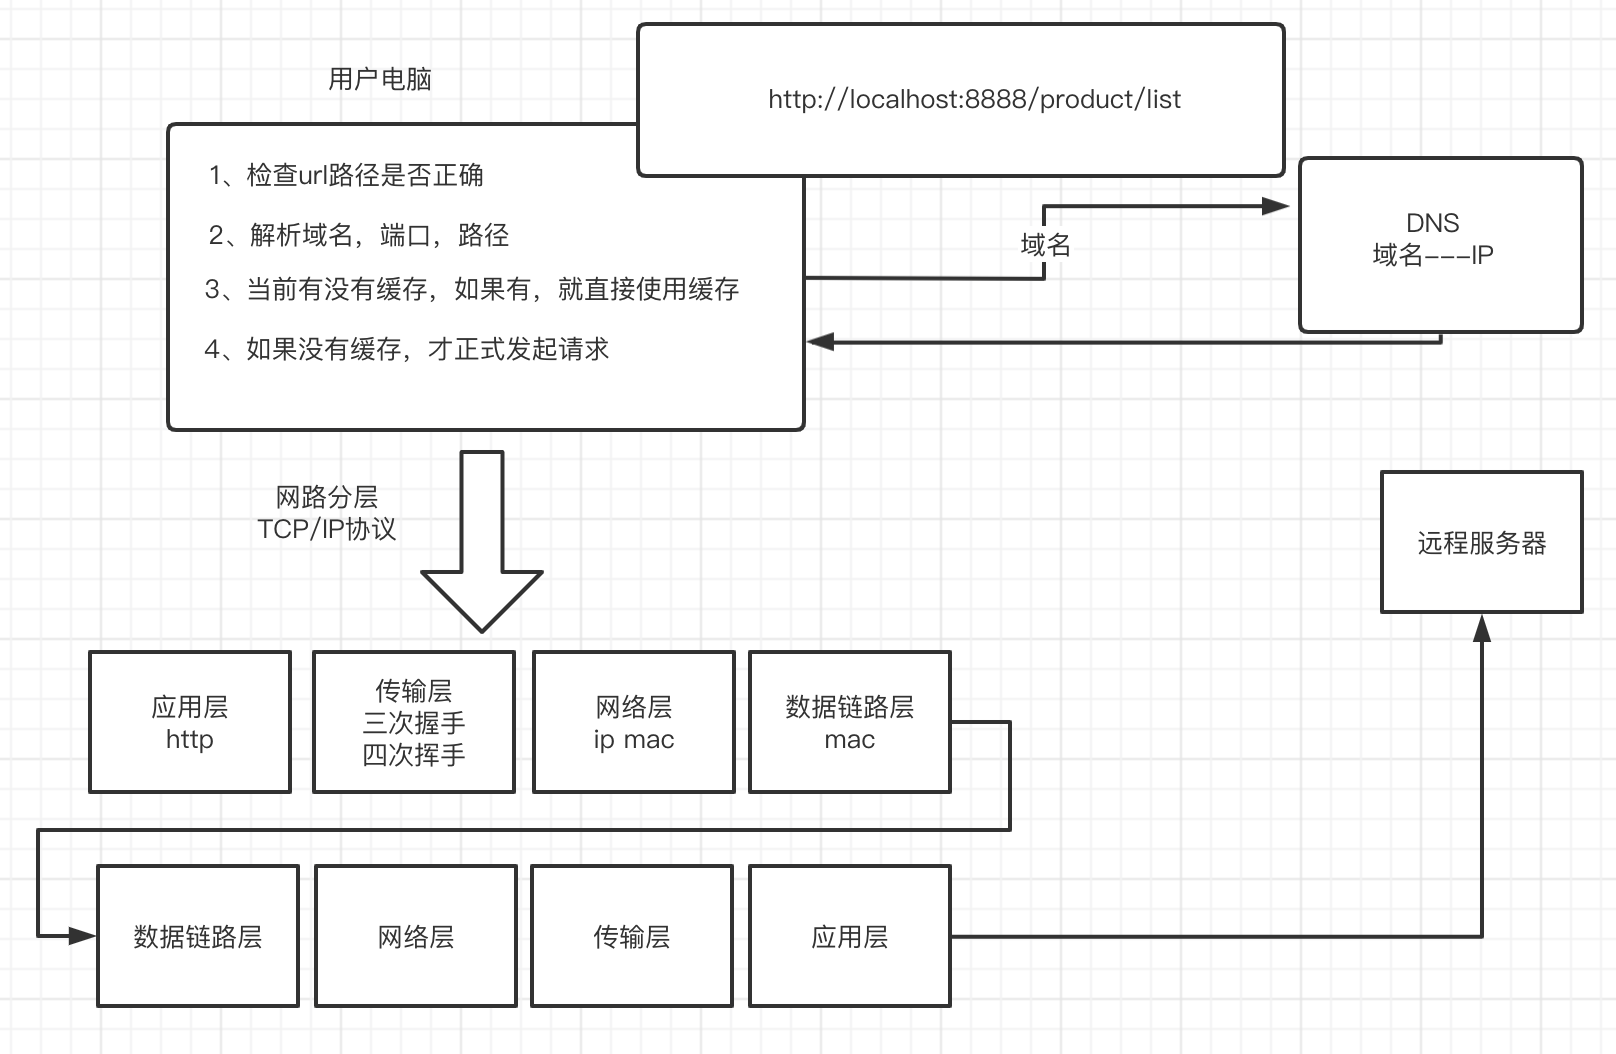 用户电脑
http://localhost:8888/product/list
1、检查url路径是否正确
2、解析域名，端口，路径
3、当前有没有缓存，如果有，就直接使用缓存
4、如果没有缓存，才正式发起请求
域名
DNS
域名---IP
网路分层
TCP/IP协议
远程服务器
应用层
http
传输层
三次握手
四次挥手
网络层
ip mac
数据链路层
mac
数据链路层
网络层
传输层
应用层